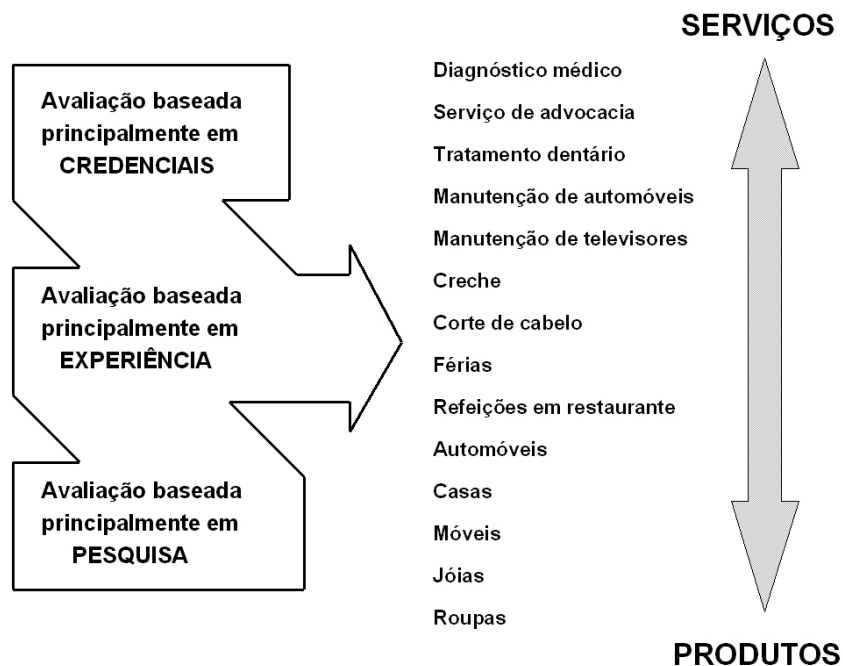 SERVIÇOS
Avaliação baseada
principalmente em
CREDENCIAIS
Avaliação baseada
principalmente em
EXPERIÊNCIA
Avaliação baseada
principalmente em
PESQUISA
Diagnóstico médico
Serviço de advocacia
Tratamento dentário
Manutenção de automóveis
Manutenção de televisores
Creche
Corte de cabelo
Férias
Refeições em restaurante
Automóveis
Casas
Móveis
Jóias
Roupas
PRODUTOS